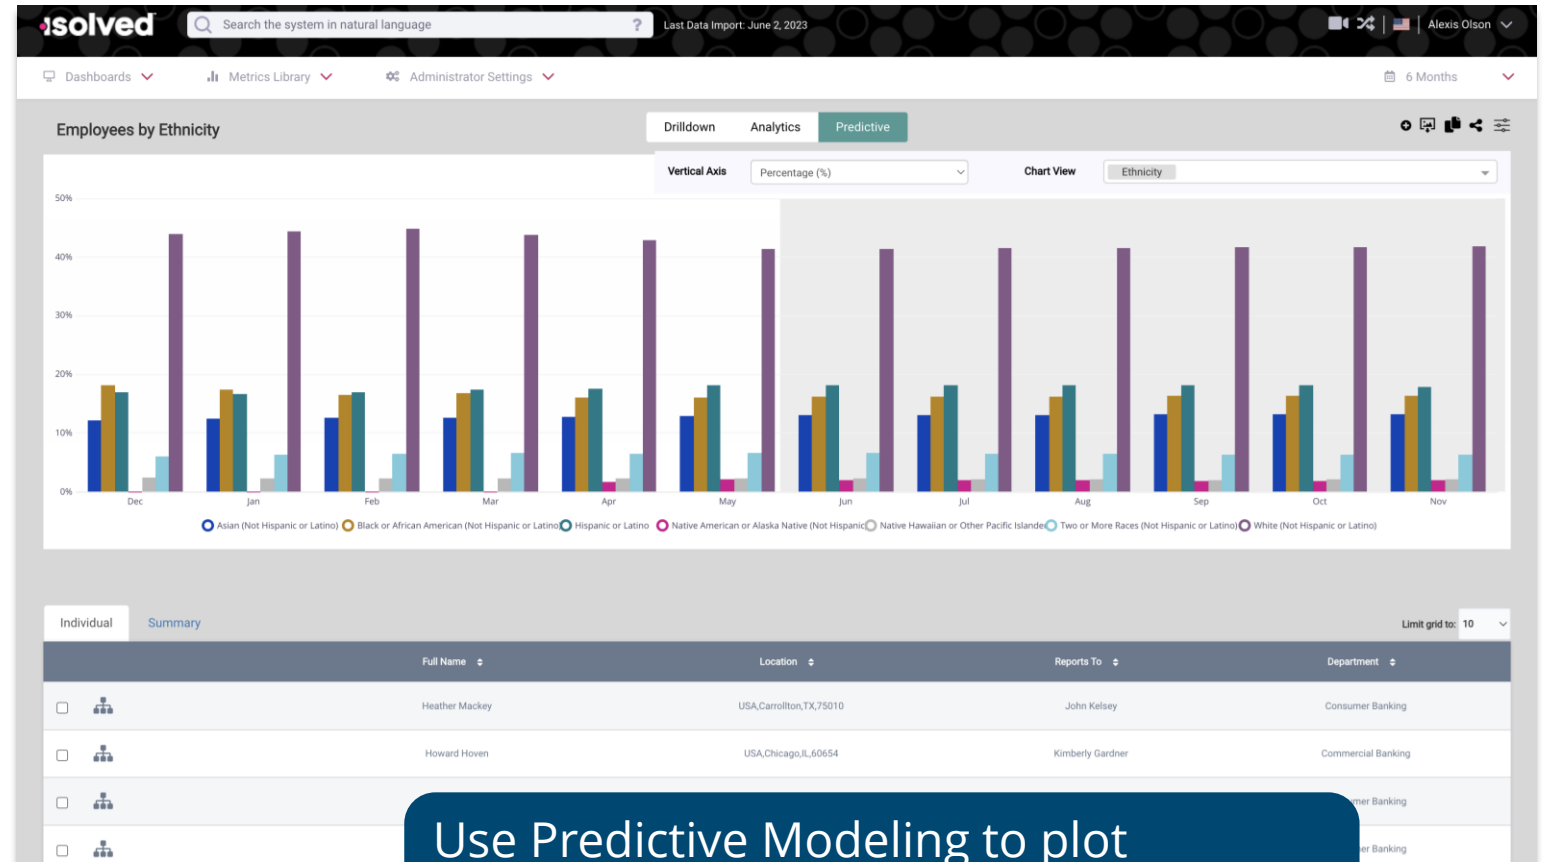 isolved Search the system in natural language ? Last Data Import: June 2, 2023 Alexis Olson
Dashboards Metrics Library Administrator Settings 6 Months
Employees by Ethnicity Drilldown Analytics Predictive
Vertical Axis Percentage (%) Chart View Ethnicity
50%
40%
30%
20%
10%
0%
Dec Jan Feb Mar Apr May Jun Jul Aug Sep Oct Nov
Asian (Not Hispanic or Latino) Black or African American (Not Hispanic or Latino) Hispanic or Latino Native American or Alaska Native (Not Hispanic Native Hawaiian or Other Pacific Islander Two or More Races (Not Hispanic or Latino) White (Not Hispanic or Latino)
Individual Summary Limit grid to: 10
Full Name Location Reports To Department
Heather Mackey USA,Carrollton,TX,75010 John Kelsey Consumer Banking
Howard Hoven USA,Chicago,IL,60654 Kimberly Gardner Commercial Banking
Banking
Banking
Use Predictive Modeling to plot